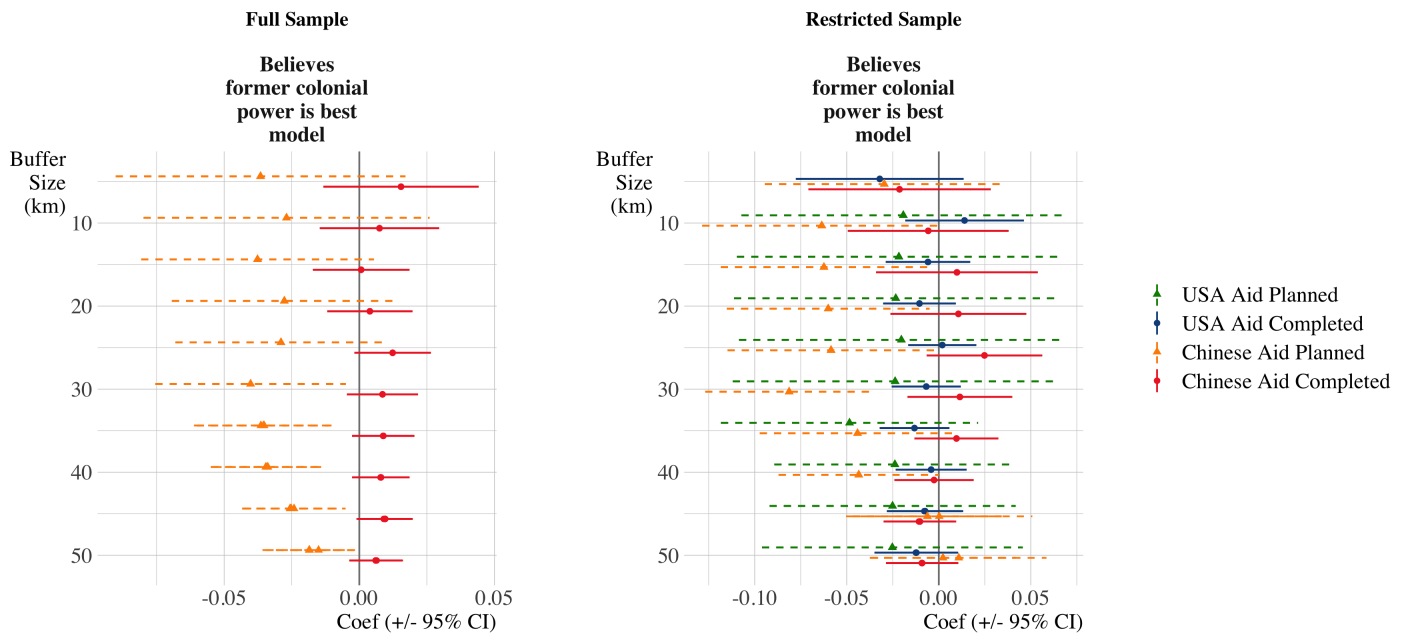 Full Sample
Believes
former colonial
power is best
model
Buffer
Size
(km)
10
20
30
40
50
-0.05
0.00
0.05
Coef (+/- 95% CI)
Restricted Sample
Believes
former colonial
power is best
model
Buffer
Size
(km)
10
20
30
40
50
-0.10
-0.05
0.00
0.05
Coef (+/- 95% CI)
USA Aid Planned
USA Aid Completed
Chinese Aid Planned
Chinese Aid Completed